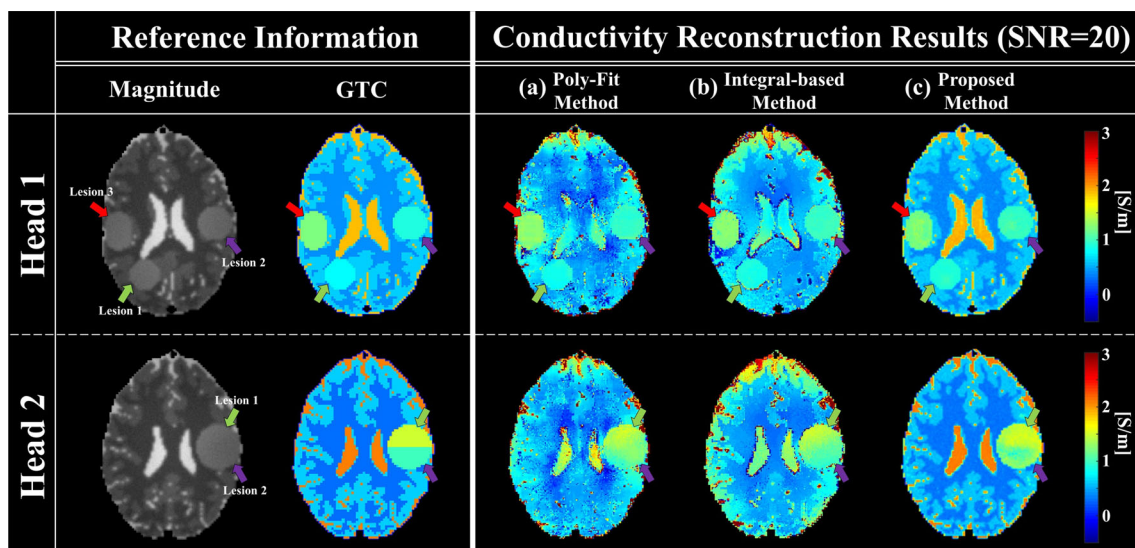 Reference Information
Conductivity Reconstruction Results (SNR=20)
Magnitude
GTC
(a) Poly-Fit Method
(b) Integral-based Method
(c) Proposed Method
Head 1
Lesion 3
Lesion 2
Lesion 1
3
2
1
0
[S/m]
Head 2
Lesion 1
Lesion 2
3
2
1
0
[S/m]